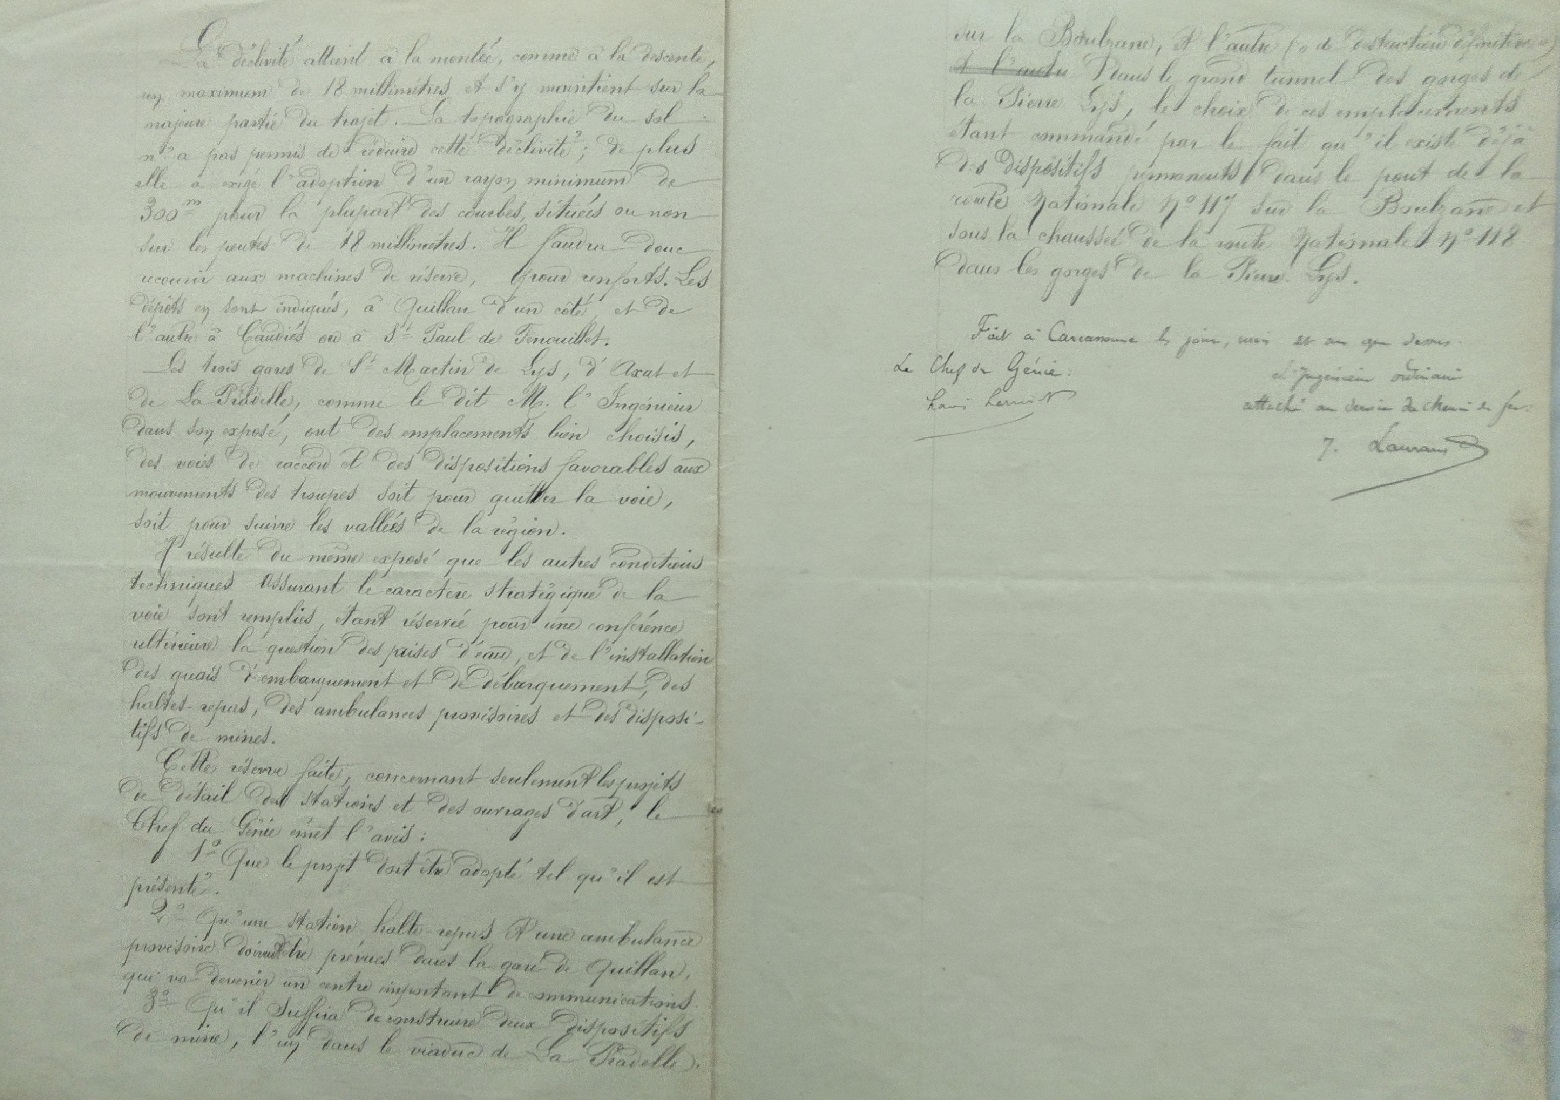 La déclivité atteint à la montée, comme à la descente,
un maximum de 18 millimètres et s'y maintient sur la
majeure partie du trajet. La topographie du sol
n'a pas permis de réduire cette déclivité; de plus
elle a exigé l'adoption d'un rayon minimum de
300m pour la plupart des courbes, situées ou non
sur les pentes de 18 millimètres. Il faudra donc
recourir aux machines de réserve, pour renforts. Les
dépôts en sont indiqués, à Quillan d'un côté, et de
l'autre à Caudiès ou à St Paul de Fenouillet.
Les trois gares de St Martin de Lys, d'Axat et
de La Pradelle, comme le dit M. l'Ingénieur
dans son exposé, ont des emplacements bien choisis,
des voies de raccord et des dispositions favorables aux
mouvements des troupes soit pour quitter la voie,
soit pour suivre les vallées de la région.
Il résulte du même exposé que les autres conditions
techniques assurant le caractère stratégique de la
voie sont remplies, étant réservée pour une conférence
ultérieure la question des prises d'eau, et de l'installation
des quais d'embarquement et de débarquement, des
haltes-repas, des ambulances provisoires et des disposi-
tifs de mines.
Cette réserve faite, concernant seulement les projets
de détail des stations et des ouvrages d'art, le
Chef du Génie émet l'avis:
1° Que le projet doit être adopté tel qu'il est
présenté.
2° Qu'une station halte-repas et une ambulance
provisoire doivent être prévues dans la gare de Quillan,
qui va devenir un centre important de communications.
3° Qu'il suffira de construire deux dispositifs
de mine, l'un dans le viaduc de La Pradelle,
sur la Boulzane, et l'autre (o de destruction définitive)
et l'autre dans le grand tunnel des gorges de
la Pierre Lys, le choix de ces emplacements
étant commandé par le fait qu'il existe déjà
des dispositifs permanents dans le pont de la
route Nationale N° 117 sur la Boulzane et
sous la chaussée de la route Nationale N° 118
dans les gorges de la Pierre Lys.
Fait à Carcassonne les jour, mois et an que dessus.
Le Chef du Génie:
L'Ingénieur ordinaire
attaché au service du chemin de fer: